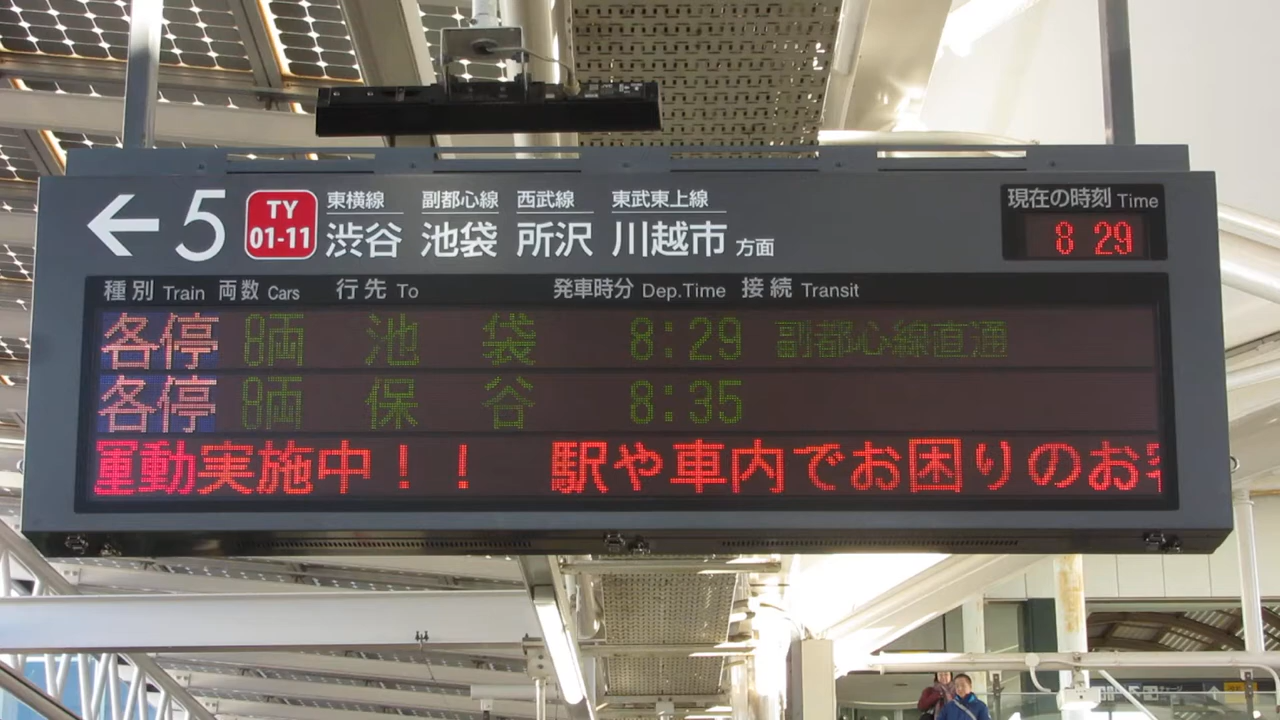 ← 5 TY 01-11 東横線 渋谷 副都心線 池袋 西武線 所沢 東武東上線 川越市 方面
現在の時刻 Time
8 29
種別 Train 両数 Cars 行先 To 発車時分 Dep.Time 接続 Transit
各停 8両 池袋 8:29 副都心線直通
各停 8両 保谷 8:35
運動実施中!! 駅や車内でお困りのお客